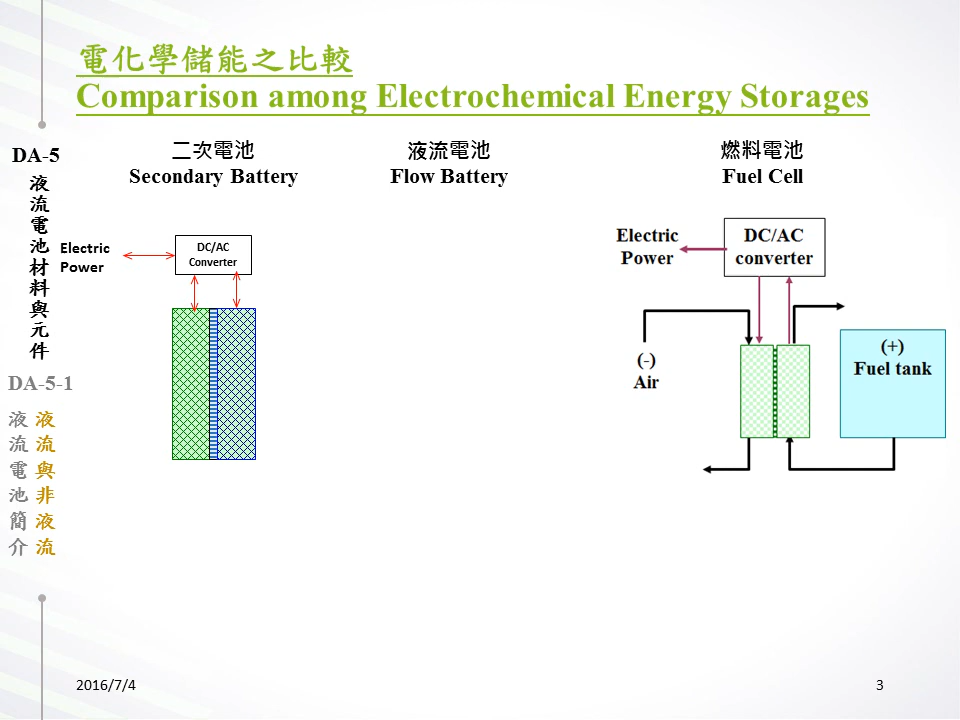 電化學儲能之比較
Comparison among Electrochemical Energy Storages
DA-5
液流電池材料與元件
DA-5-1
液流電池簡介
液流與非液流
二次電池
Secondary Battery
液流電池
Flow Battery
燃料電池
Fuel Cell
Electric
Power
DC/AC
Converter
Electric
Power
DC/AC
converter
(-)
Air
(+)
Fuel tank
2016/7/4
3